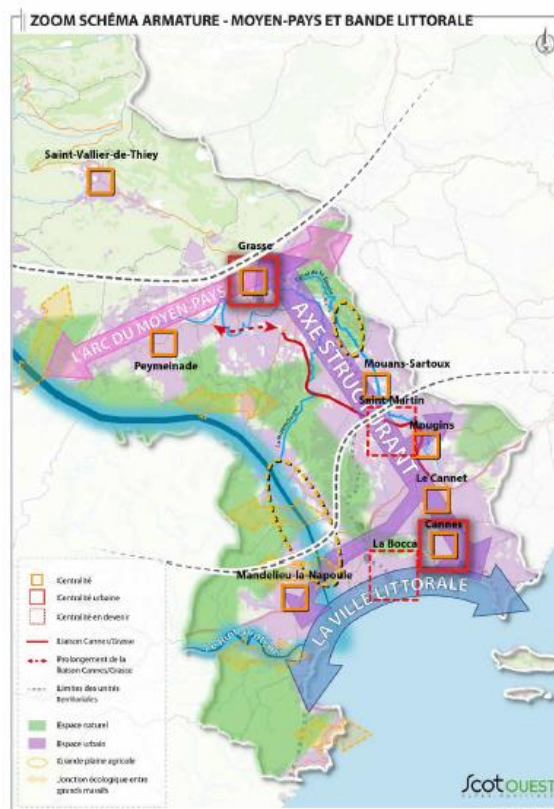 ZOOM SCHÉMA ARMATURE - MOYEN-PAYS ET BANDE LITTORALE
Saint-Vallier-de-Thiey
Grasse
L'ARC DU MOYEN-PAYS
AXE STRUCTURANT
Peymeinade
Mouans-Sartoux
Saint-Martin
Mougins
Le Cannet
Cannes
La Bocca
Mandelieu-la-Napoule
LA VILLE LITTORALE
Centralité
Centralité urbaine
Centralité en devenir
Liaison Cannes/Grasse
Prolongement de la
liaison Cannes/Grasse
Limites des unités
territoriales
Espace naturel
Espace urbain
Grande plaine agricole
Jonction écologique entre
grands massifs
Scot OUEST